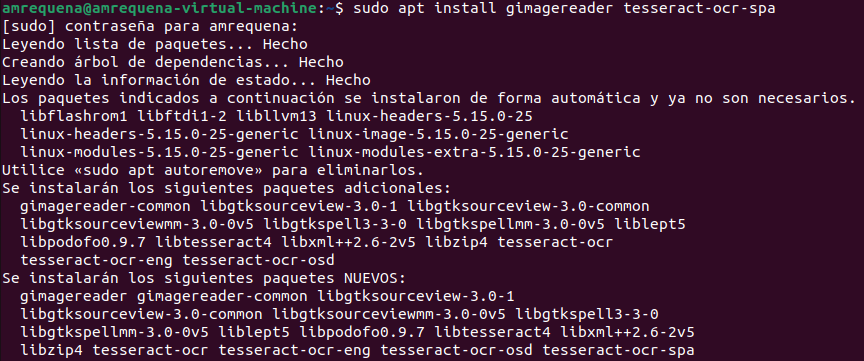 amrequena@amrequena-virtual-machine:~$ sudo apt install gimagereader tesseract-ocr-spa
[sudo] contraseña para amrequena:
Leyendo lista de paquetes... Hecho
Creando árbol de dependencias... Hecho
Leyendo la información de estado... Hecho
Los paquetes indicados a continuación se instalaron de forma automática y ya no son necesarios.
  libflashrom1 libftdi1-2 libllvm13 linux-headers-5.15.0-25
  linux-headers-5.15.0-25-generic linux-image-5.15.0-25-generic
  linux-modules-5.15.0-25-generic linux-modules-extra-5.15.0-25-generic
Utilice «sudo apt autoremove» para eliminarlos.
Se instalarán los siguientes paquetes adicionales:
  gimagereader-common libgtksourceview-3.0-1 libgtksourceview-3.0-common
  libgtksourceviewmm-3.0-0v5 libgtkspell3-3-0 libgtkspellmm-3.0-0v5 liblept5
  libpodofo0.9.7 libtesseract4 libxml++2.6-2v5 libzip4 tesseract-ocr
  tesseract-ocr-eng tesseract-ocr-osd
Se instalarán los siguientes paquetes NUEVOS:
  gimagereader gimagereader-common libgtksourceview-3.0-1
  libgtksourceview-3.0-common libgtksourceviewmm-3.0-0v5 libgtkspell3-3-0
  libgtkspellmm-3.0-0v5 liblept5 libpodofo0.9.7 libtesseract4 libxml++2.6-2v5
  libzip4 tesseract-ocr tesseract-ocr-eng tesseract-ocr-osd tesseract-ocr-spa